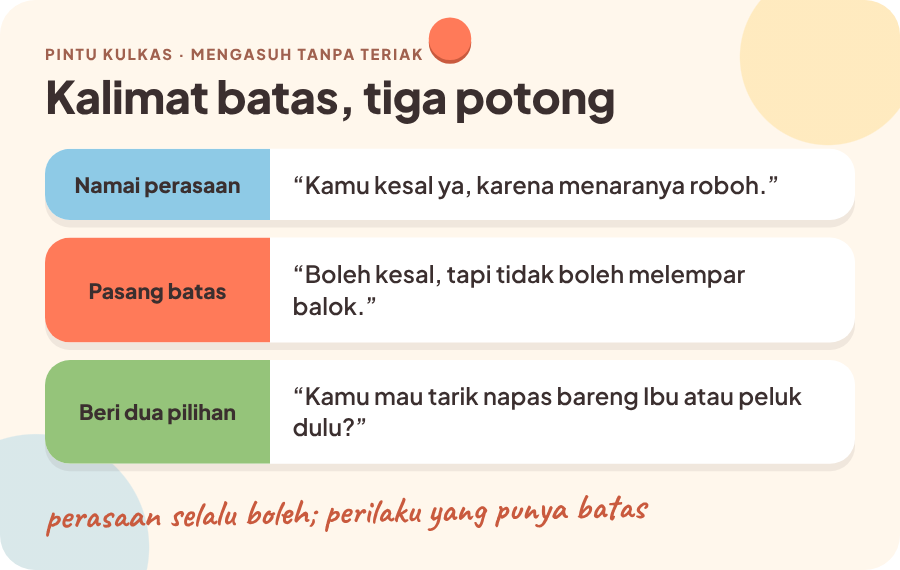 PINTU KULKAS · MENGASUH TANPA TERIAK
Kalimat batas, tiga potong
Namai perasaan
“Kamu kesal ya, karena menaranya roboh.”
Pasang batas
“Boleh kesal, tapi tidak boleh melempar
balok.”
Beri dua pilihan
“Kamu mau tarik napas bareng Ibu atau peluk
dulu?”
perasaan selalu boleh; perilaku yang punya batas